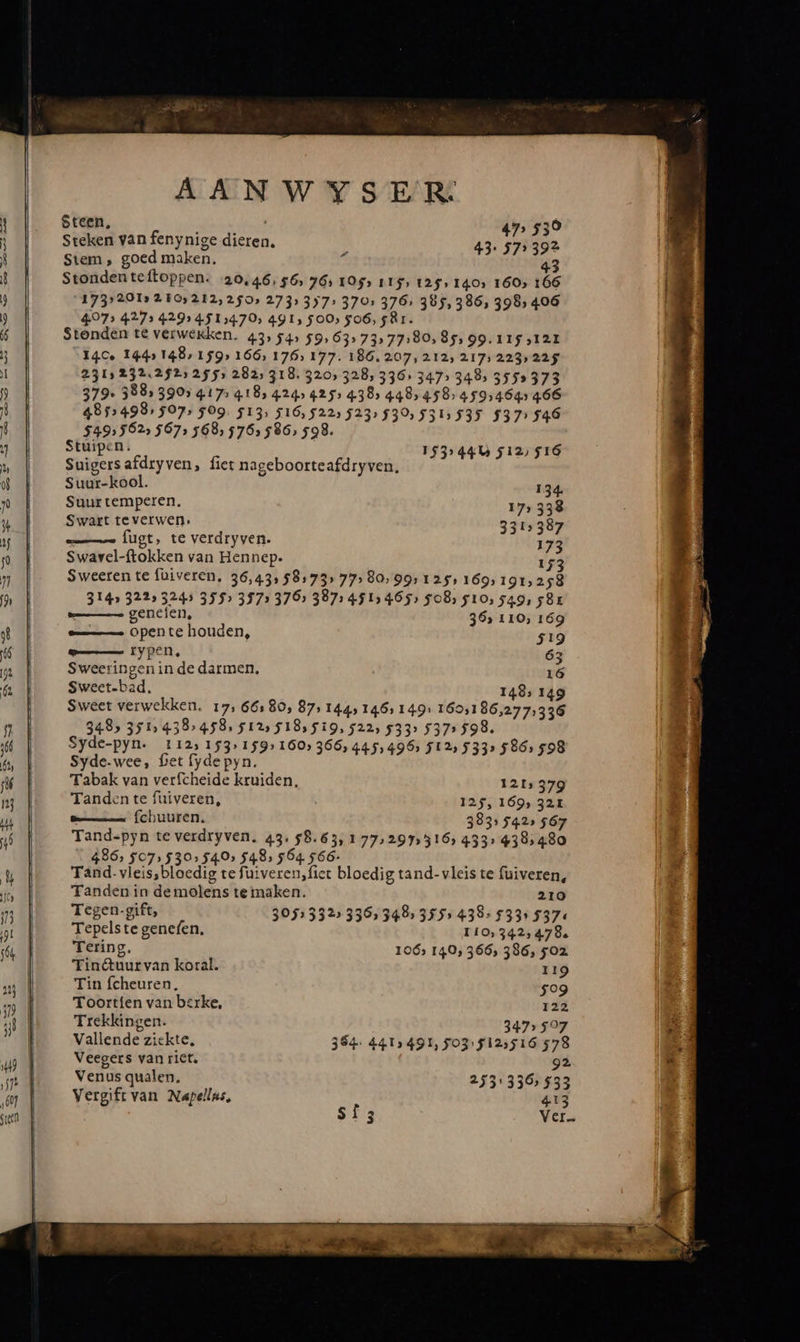 AANWYSER.
Steen, 47, 530
Steken van fenynige dieren. 43. 57, 392
Stem, goed maken. 43
Stonden te ſtoppen. 20, 46, 56, 76, 105, 115, 125, 140, 160, 166
173, 201, 210, 212, 250, 273, 357, 370, 376, 385, 386, 398, 406
407, 427, 429, 451, 470, 491, 500, 506, 581.
Stonden te verwekken. 43, 54, 59, 63, 73, 77, 80, 85, 99. 115, 121
140. 144, 148, 159, 166, 176, 177. 186, 207, 212, 217, 223, 225
231, 232, 252, 255, 282, 318, 320, 328, 336, 347, 348, 355, 373
379. 388, 390, 417, 418, 424, 425, 438, 448, 458, 459, 464, 466
485, 498, 507, 509. 513, 516, 522, 523, 530, 531, 535 537, 546
549, 562, 567, 568, 576, 586, 598.
Stuipen. 153, 441, 512, 516
Suigers afdryven, ſiet nageboorte afdryven.
Suur-kool. 134
Suur temperen. 17, 338
Swart te verwen. 331, 387
——— ſugt, te verdryven. 173
Swavel-ſtokken van Hennep. 153
Sweeren te ſuiveren, 36, 43, 58, 73, 77, 80, 99, 125, 169, 191, 258
314, 322, 324, 355, 357, 376, 387, 451, 465, 508, 510, 549, 581
——— geneſen, 36, 110, 169
——— open te houden, 519
——— rypen, 63
Sweeringen in de darmen, 16
Sweet-bad. 148, 149
Sweet verwekken. 17, 66, 80, 87, 144, 146, 149, 160, 186, 277, 336
348, 351, 438, 458, 512, 518, 519, 522, 533, 537, 598.
Syde-pyn. 112, 153, 159, 160, 366, 445, 496, 512, 533, 586, 598
Syde-wee, ſiet ſyde pyn.
Tabak van verſcheide kruiden, 121, 379
Tanden te ſuiveren, 125, 169, 321
——— ſchuuren. 383, 542, 567
Tand-pyn te verdryven. 43, 58. 63, 177, 297, 316, 433, 438, 480
486, 507, 530, 540, 548, 564 566.
Tand-vleis, bloedig te ſuiveren, ſiet bloedig tand-vleis te ſuiveren,
Tanden in de molens te maken. 210
Tegen-gift, 305, 332, 336, 348, 355, 438, 533, 537.
Tepels te geneſen. 110, 342, 478.
Tering. 106, 140, 366, 386, 502
Tinctuur van koral. 119
Tin ſcheuren. 509
Toortſen van berke, 122
Trekkingen. 347, 507
Vallende ziekte. 364. 441, 491, 503, 512, 516 578
Veegers van riet. 92
Venus qualen. 253, 336, 533
Vergift van Napellus, 413
Sſ 3 Ver-